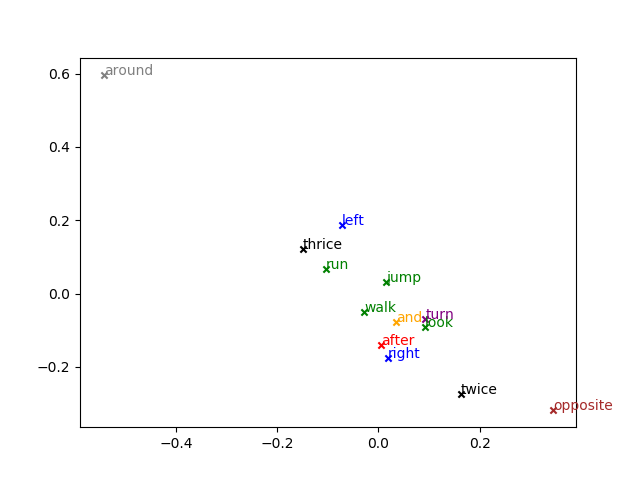 0.6
around
0.4
0.2
left
thrice
run
jump
0.0
walk
and
turn
look
after
right
−0.2
twice
opposite
−0.4
−0.2
0.0
0.2